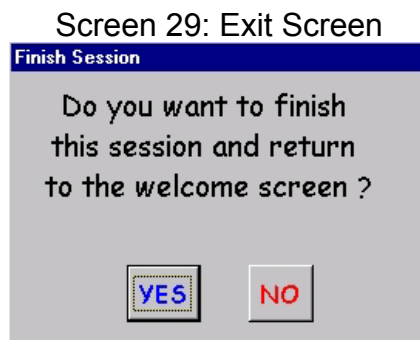 Screen 29: Exit Screen
Finish Session
Do you want to finish
this session and return
to the welcome screen ?
YES NO